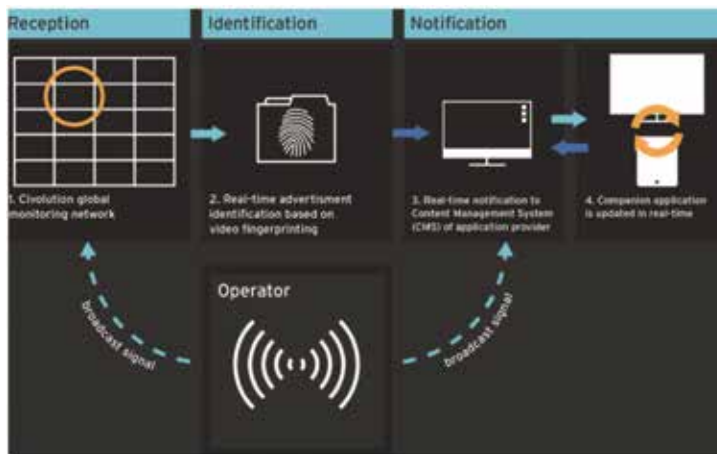 Reception
Identification
Notification
1. Civolution global
monitoring network
2. Real-time advertisment
identification based on
video fingerprinting
3. Real-time notification to
Content Management System
(CMS) of application provider
4. Companion application
is updated in real-time
Operator
broadcast signal
broadcast signal